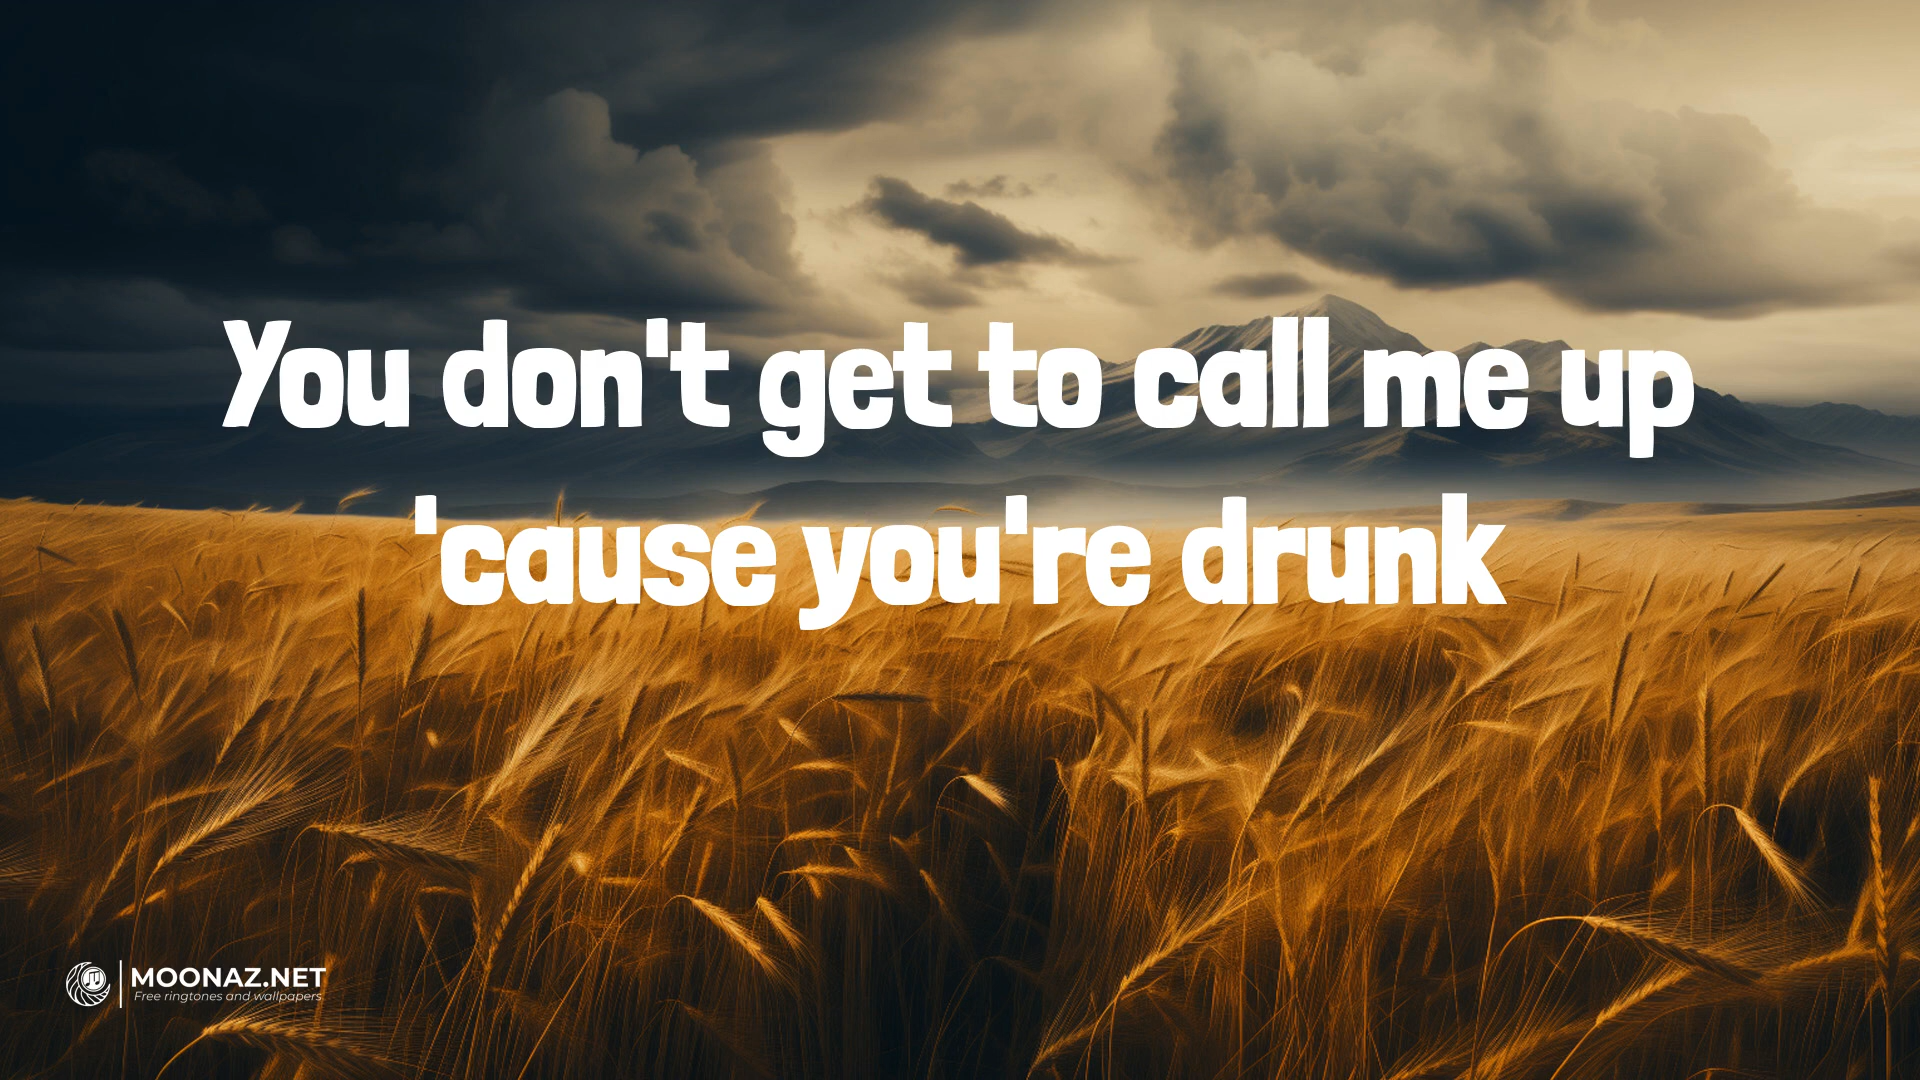 You don't get to call me up
'cause you're drunk
MOONAZ.NET
Free ringtones and wallpapers